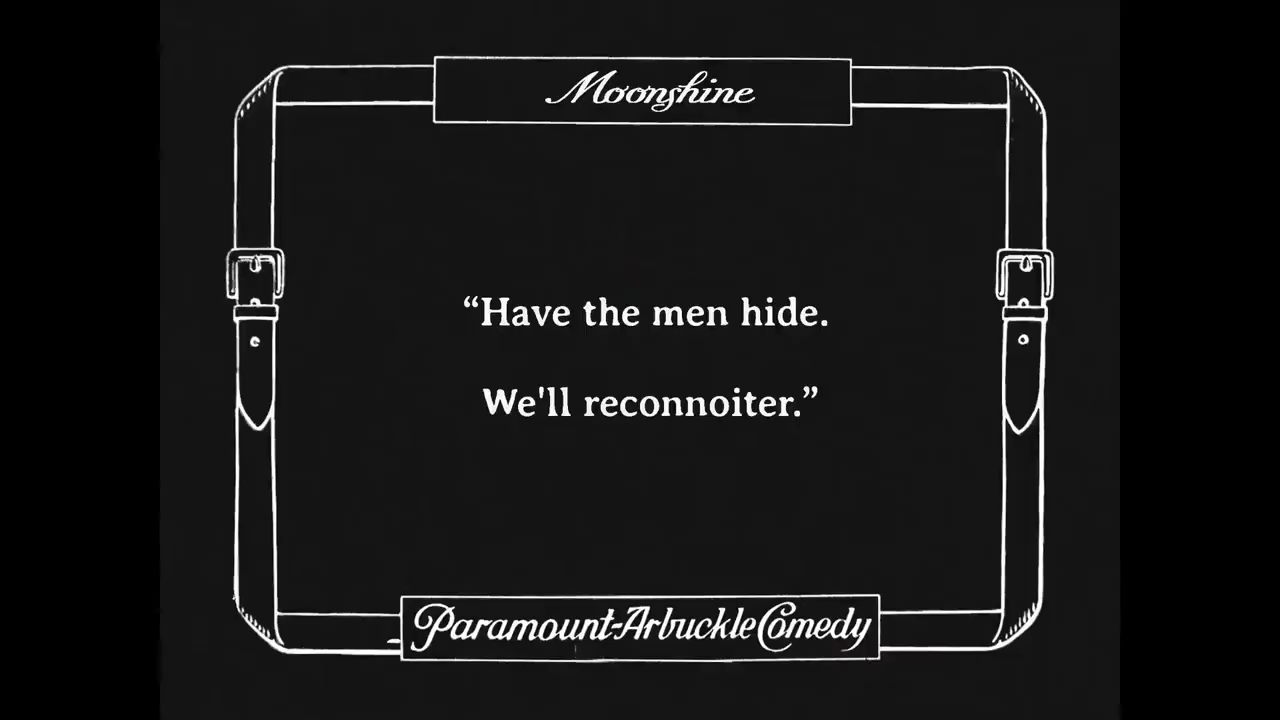 Moonshine
“Have the men hide.
We'll reconnoiter.”
Paramount-Arbuckle Comedy